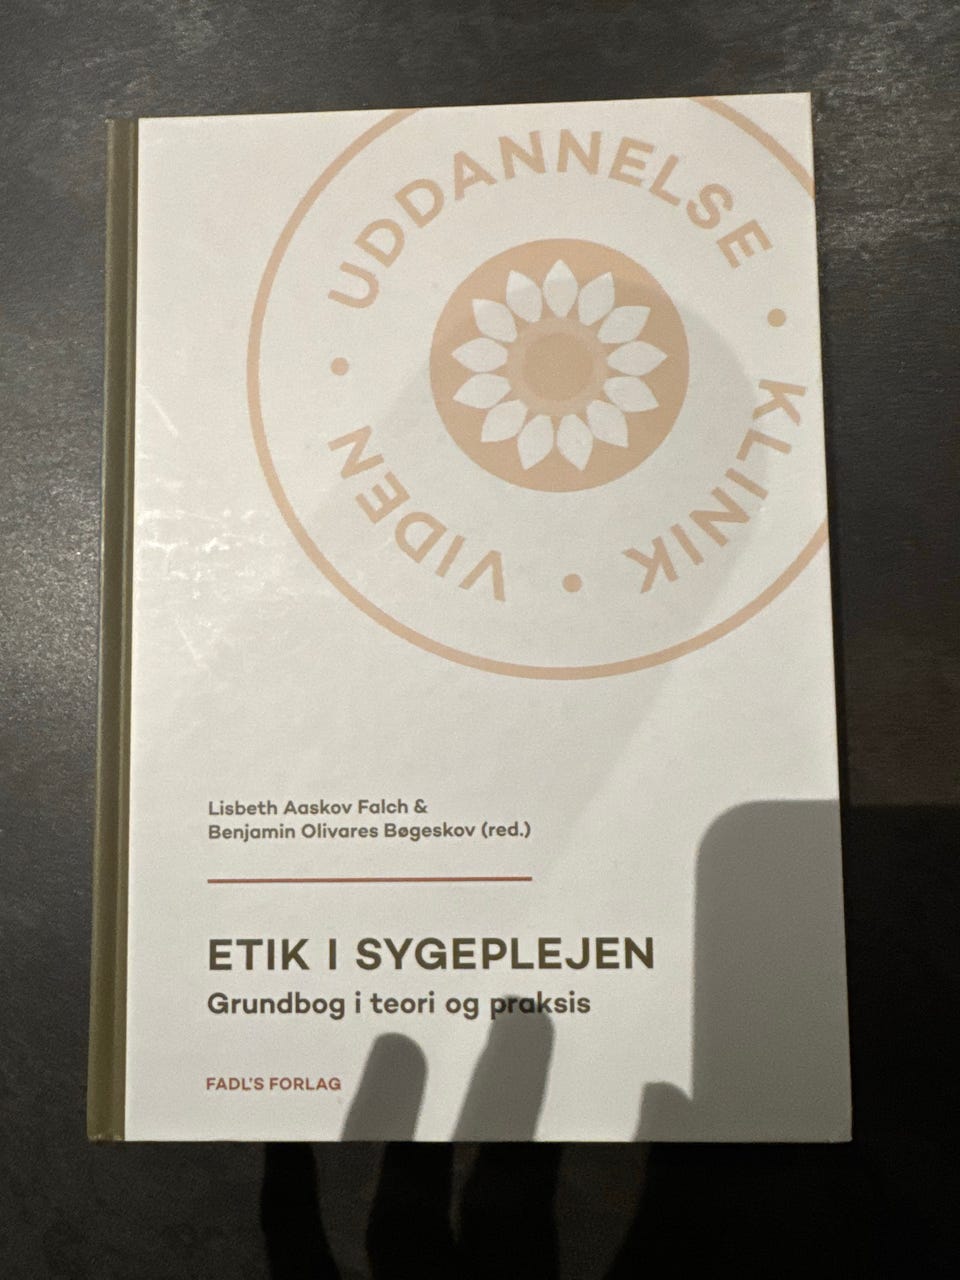 UDDANNELSE • KLINIK • VIDEN •
Lisbeth Aaskov Falch &
Benjamin Olivares Bøgeskov (red.)
ETIK I SYGEPLEJEN
Grundbog i teori og praksis
FADL'S FORLAG